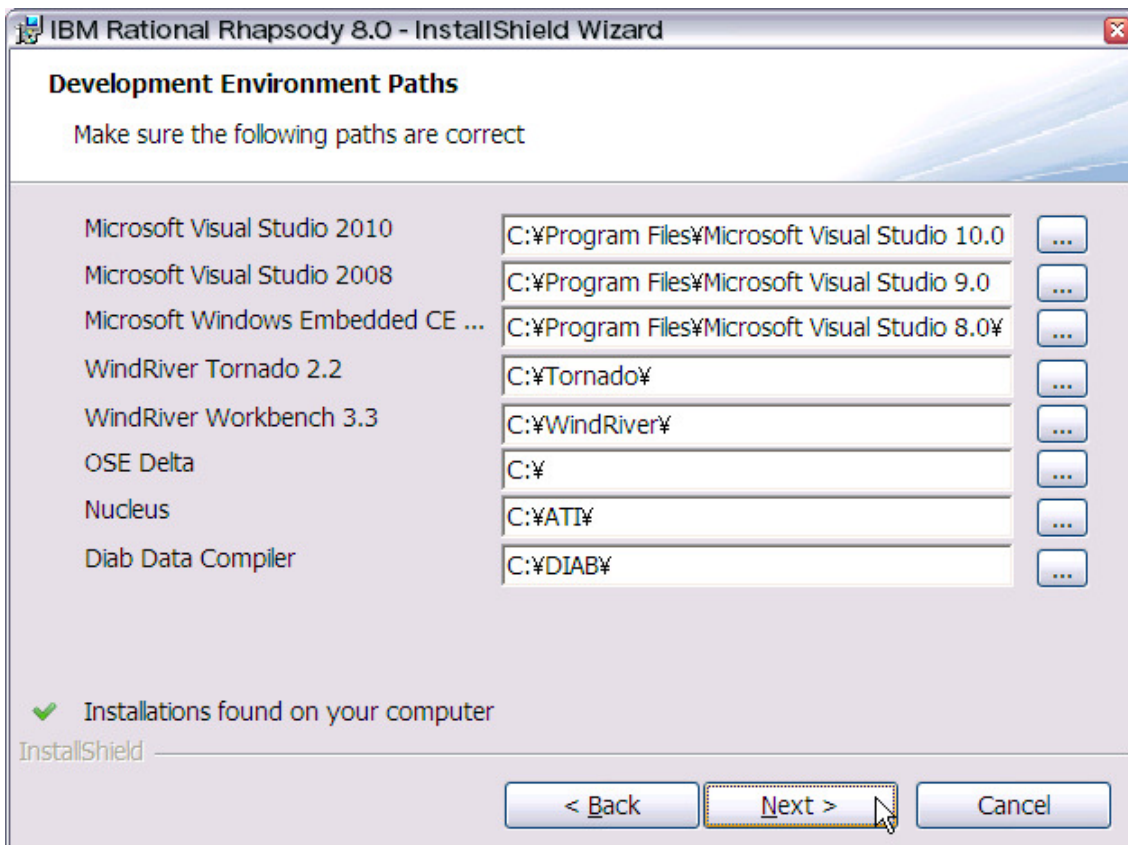 IBM Rational Rhapsody 8.0 - InstallShield Wizard
Development Environment Paths
Make sure the following paths are correct
Microsoft Visual Studio 2010 C:¥Program Files¥Microsoft Visual Studio 10.0 ...
Microsoft Visual Studio 2008 C:¥Program Files¥Microsoft Visual Studio 9.0 ...
Microsoft Windows Embedded CE ... C:¥Program Files¥Microsoft Visual Studio 8.0¥ ...
WindRiver Tornado 2.2 C:¥Tornado¥ ...
WindRiver Workbench 3.3 C:¥WindRiver¥ ...
OSE Delta C:¥ ...
Nucleus C:¥ATI¥ ...
Diab Data Compiler C:¥DIAB¥ ...
Installations found on your computer
InstallShield
< Back Next > Cancel